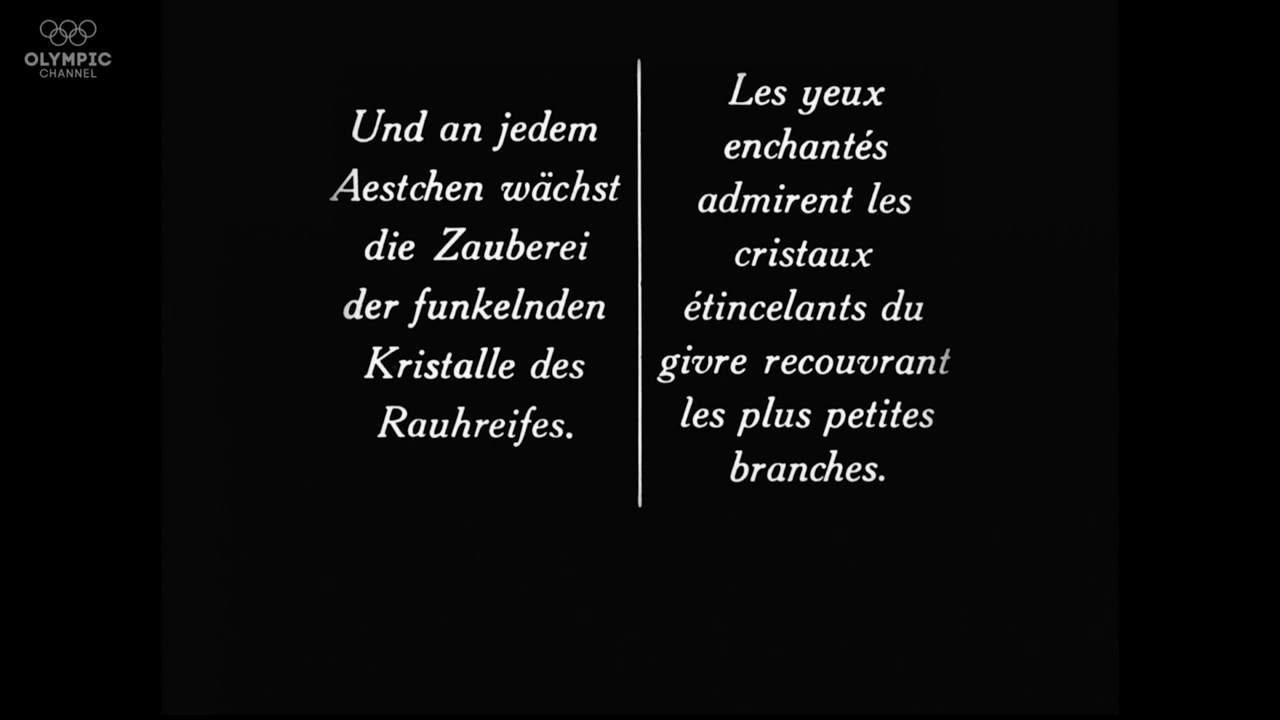 OLYMPIC
CHANNEL
Und an jedem
Aestchen wächst
die Zauberei
der funkelnden
Kristalle des
Rauhreifes.
Les yeux
enchantés
admirent les
cristaux
étincelants du
givre recouvrant
les plus petites
branches.